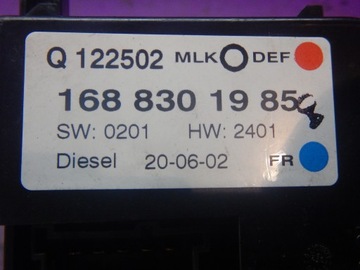 Q 122502 MLK DEF
168 830 19 85
SW: 0201 HW: 2401
Diesel 20-06-02 FR